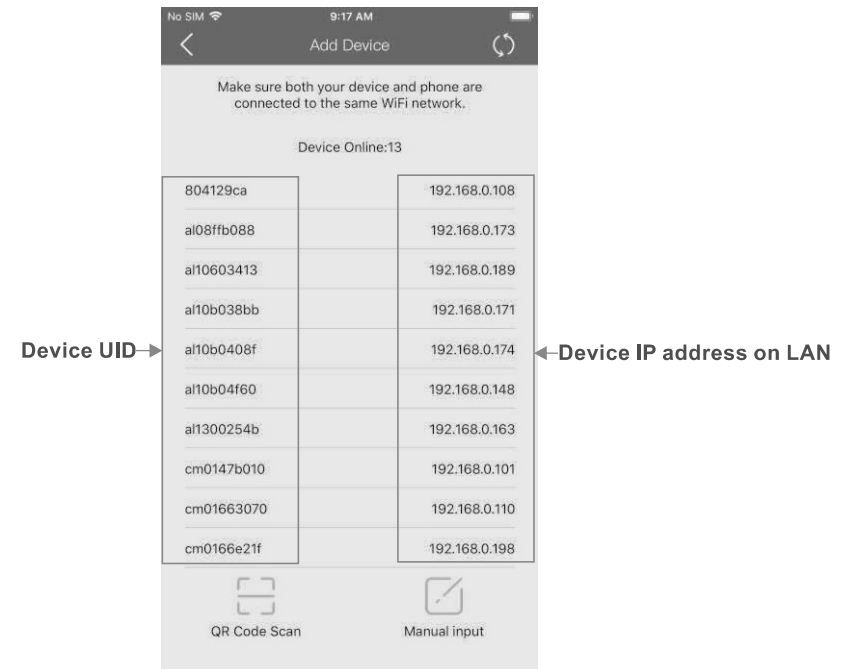 No SIM 9:17 AM
Add Device
Make sure both your device and phone are
connected to the same WiFi network.
Device Online:13
804129ca 192.168.0.108
al08ffb088 192.168.0.173
al10603413 192.168.0.189
al10b038bb 192.168.0.171
Device UID al10b0408f 192.168.0.174 Device IP address on LAN
al10b04f60 192.168.0.148
al1300254b 192.168.0.163
cm0147b010 192.168.0.101
cm01663070 192.168.0.110
cm0166e21f 192.168.0.198
QR Code Scan Manual input